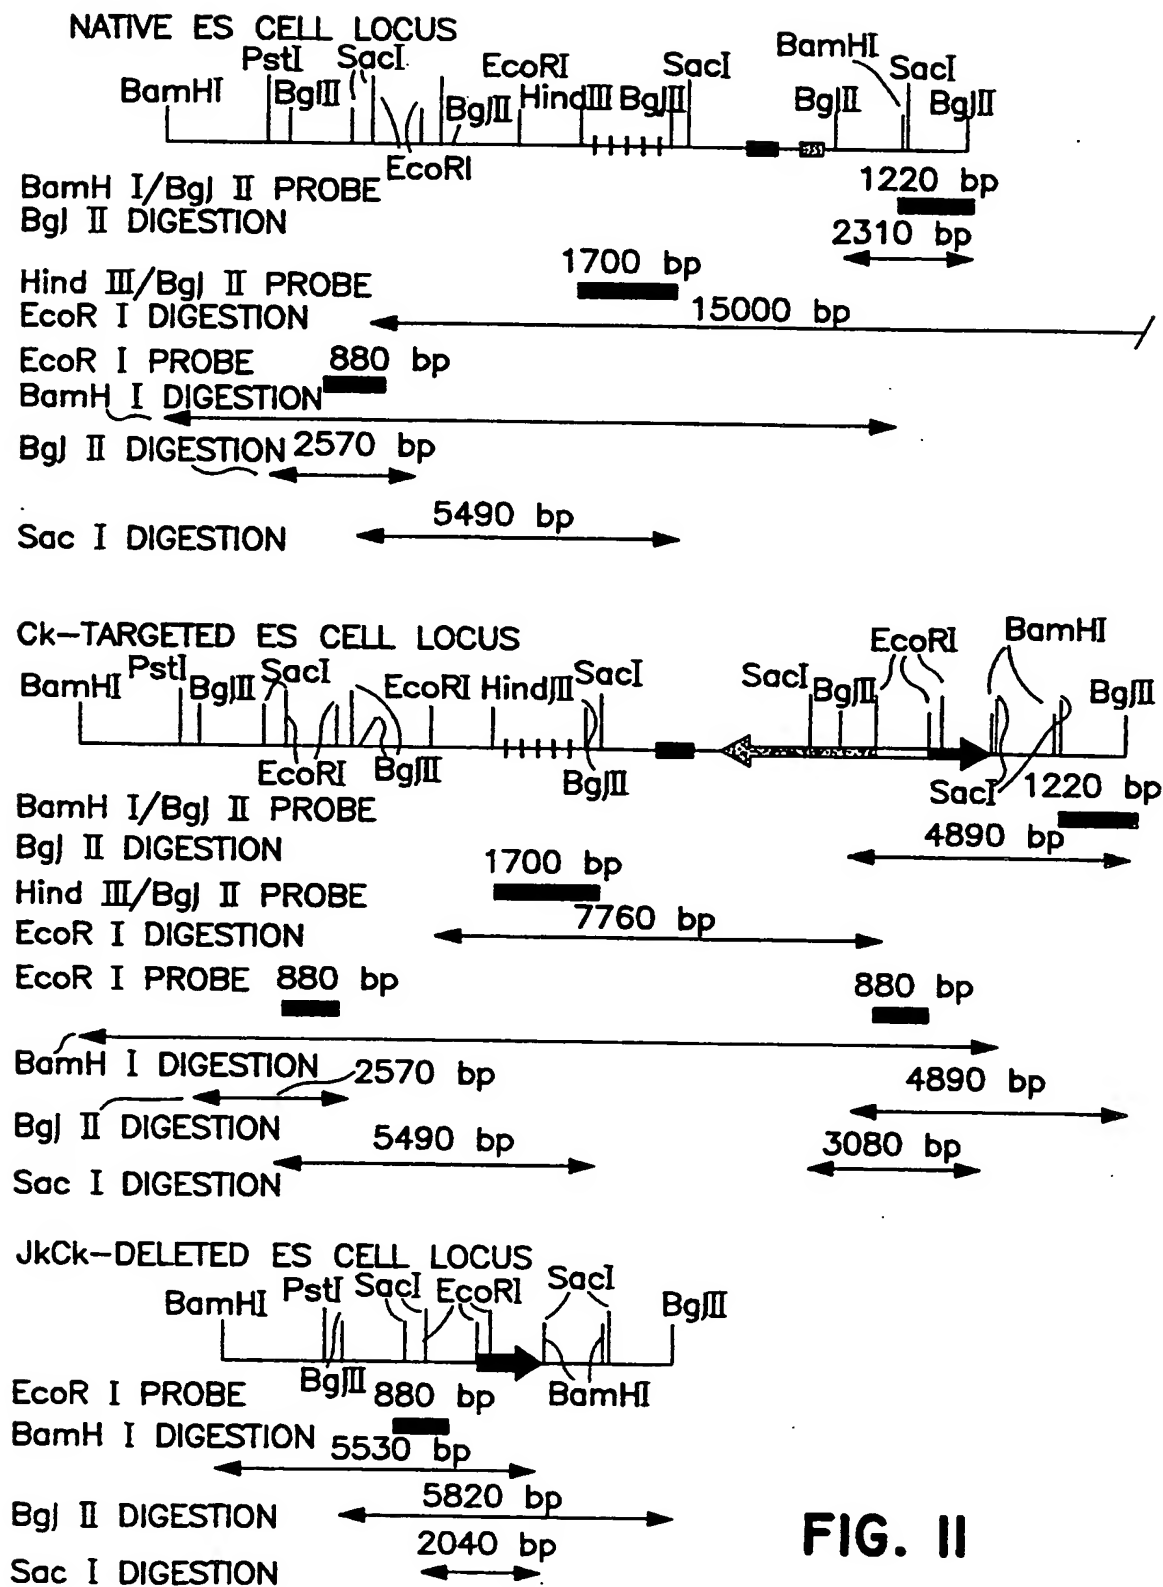 NATIVE ES CELL LOCUS
BamHI PstI BglII SacI EcoRI BglII EcoRI HindIII BglII SacI BglII BamHI SacI BglII
BamH I/Bgl II PROBE 1220 bp
Bgl II DIGESTION 2310 bp
Hind III/Bgl II PROBE 1700 bp
EcoR I DIGESTION 15000 bp
EcoR I PROBE 880 bp
BamH I DIGESTION
Bgl II DIGESTION 2570 bp
Sac I DIGESTION 5490 bp
Ck-TARGETED ES CELL LOCUS
BamHI PstI BglII SacI EcoRI BglII EcoRI HindIII BglII SacI SacI BglII EcoRI BamHI SacI BglII
BamH I/Bgl II PROBE 1220 bp
Bgl II DIGESTION 4890 bp
Hind III/Bgl II PROBE 1700 bp
EcoR I DIGESTION 7760 bp
EcoR I PROBE 880 bp 880 bp
BamH I DIGESTION
Bgl II DIGESTION 2570 bp 4890 bp
Sac I DIGESTION 5490 bp 3080 bp
JkCk-DELETED ES CELL LOCUS
BamHI PstI BglII SacI EcoRI SacI BamHI BglII
EcoR I PROBE 880 bp
BamH I DIGESTION 5530 bp
Bgl II DIGESTION 5820 bp
Sac I DIGESTION 2040 bp
FIG. II